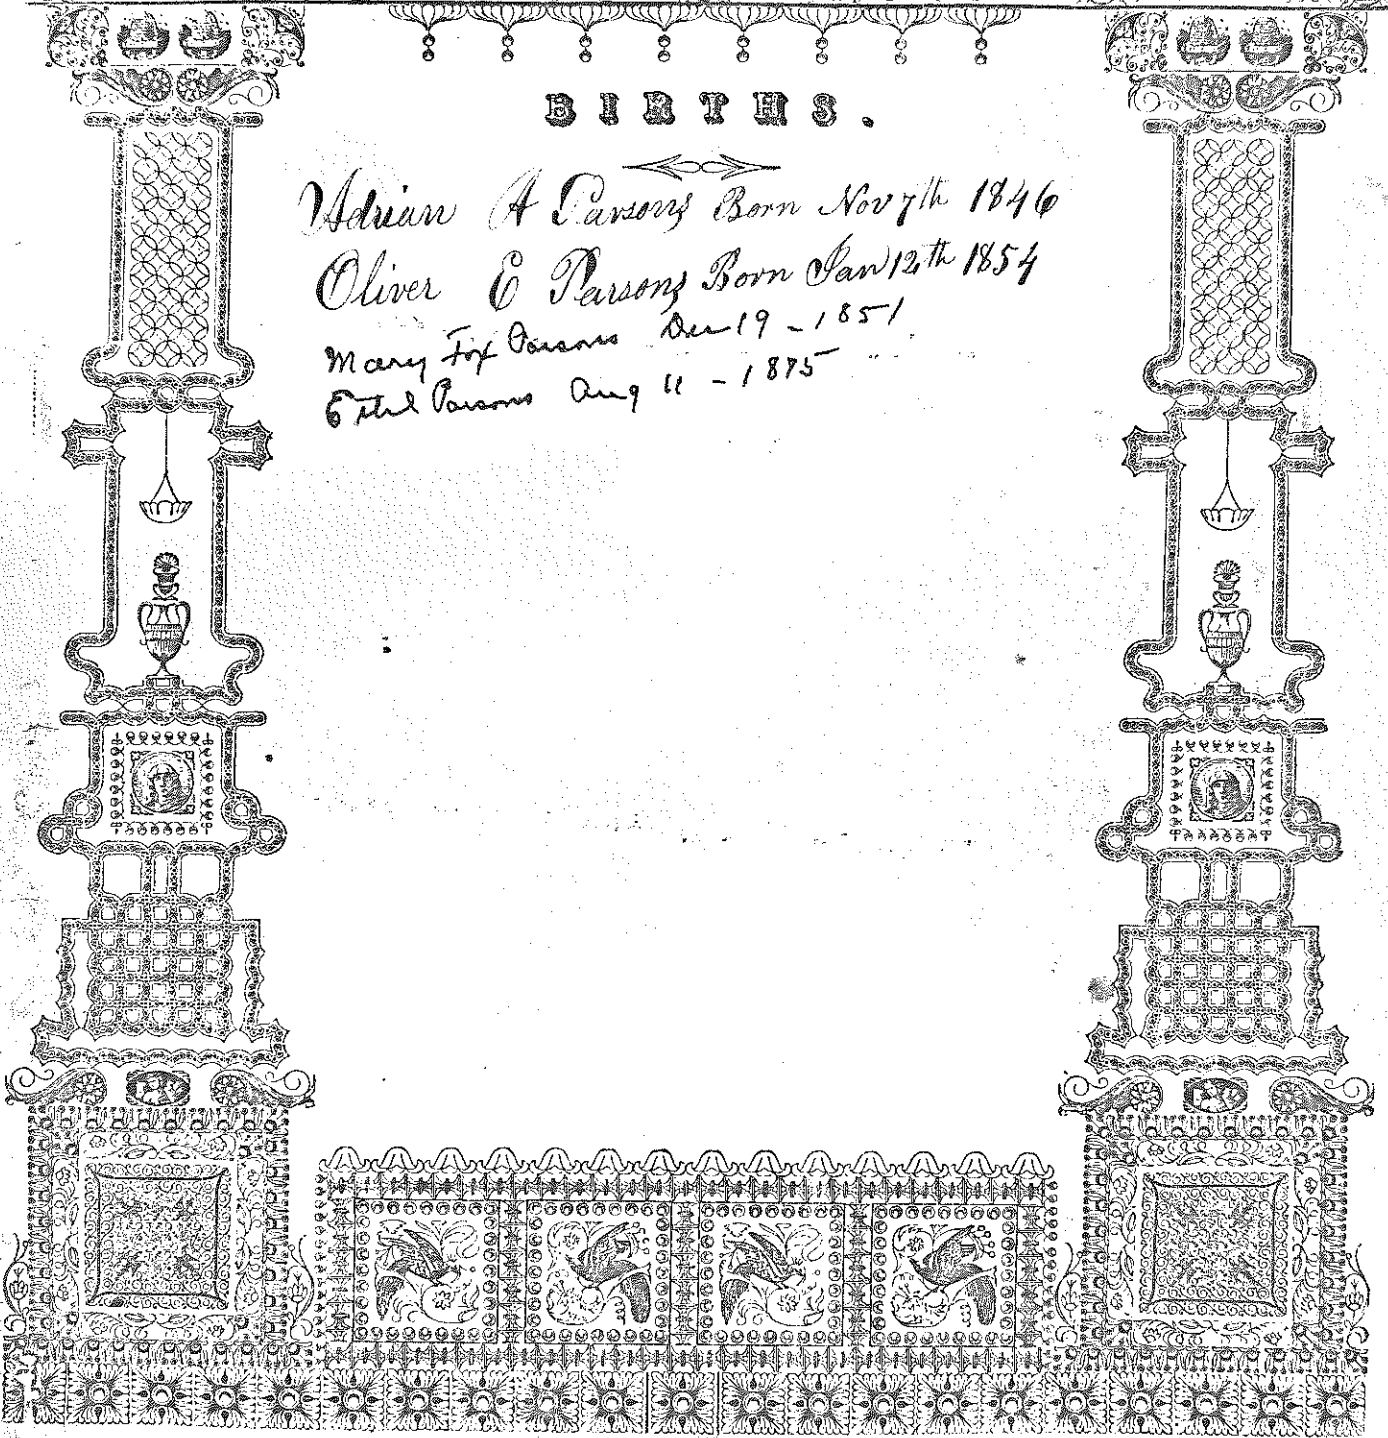 BIRTHS.
Adrian A Parsons Born Nov 7th 1846
Oliver E Parsons Born Jan 12th 1854
Mary Fox Parsons Dec 19 - 1851
Ethel Parsons Aug 11 - 1875